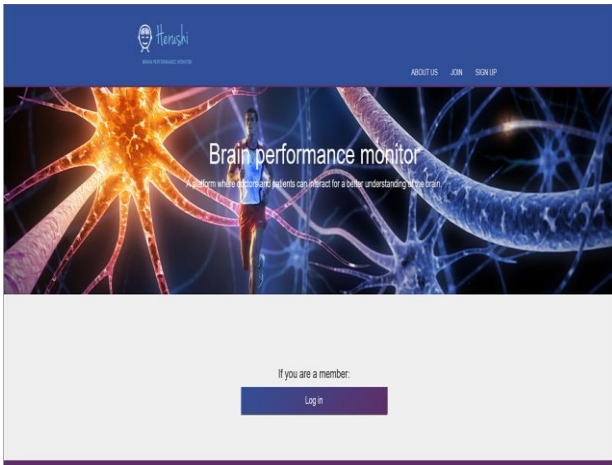 Herushi
BRAIN PERFORMANCE MONITOR
ABOUT US JOIN SIGN UP
Brain performance monitor
A platform where doctors and patients can interact for a better understanding of the brain.
If you are a member:
Log in